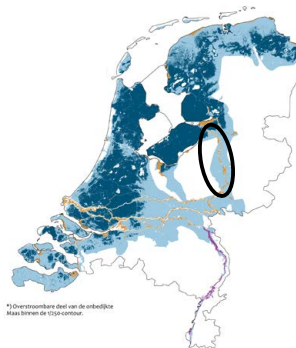 *) Overstroombare deel van de onbedijkte
Maas binnen de 1/250-contour.